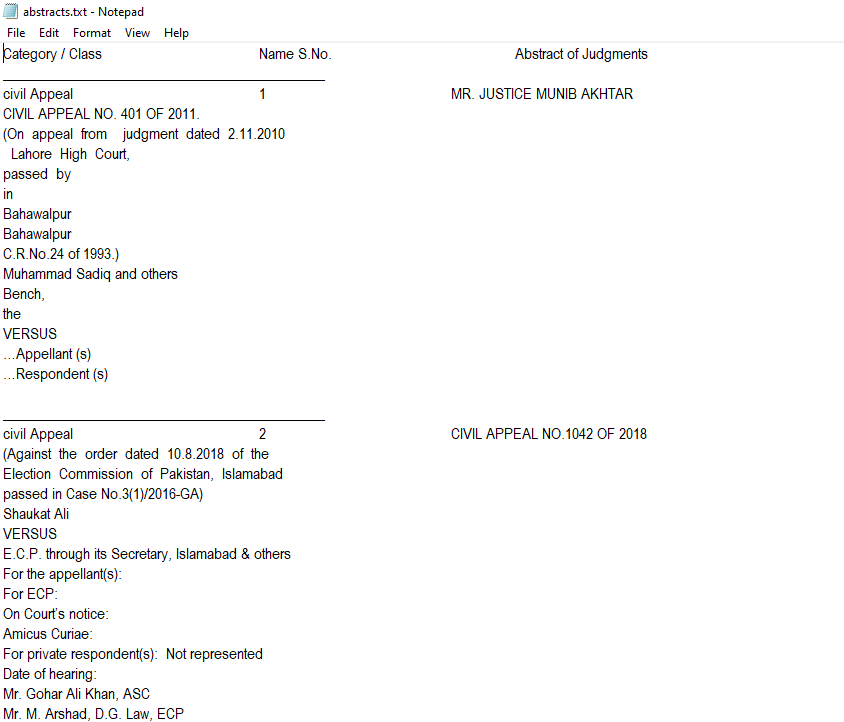 abstracts.txt - Notepad
File Edit Format View Help
Category / Class Name S.No. Abstract of Judgments
civil Appeal 1 MR. JUSTICE MUNIB AKHTAR
CIVIL APPEAL NO. 401 OF 2011.
(On appeal from judgment dated 2.11.2010
Lahore High Court,
passed by
in
Bahawalpur
Bahawalpur
C.R.No.24 of 1993.)
Muhammad Sadiq and others
Bench,
the
VERSUS
...Appellant (s)
...Respondent (s)
civil Appeal 2 CIVIL APPEAL NO.1042 OF 2018
(Against the order dated 10.8.2018 of the
Election Commission of Pakistan, Islamabad
passed in Case No.3(1)/2016-GA)
Shaukat Ali
VERSUS
E.C.P. through its Secretary, Islamabad & others
For the appellant(s):
For ECP:
On Court's notice:
Amicus Curiae:
For private respondent(s): Not represented
Date of hearing:
Mr. Gohar Ali Khan, ASC
Mr. M. Arshad, D.G. Law, ECP